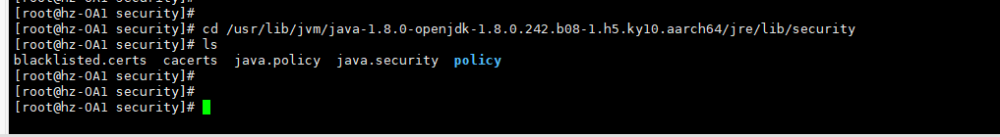 [root@hz-OA1 security]#
[root@hz-OA1 security]# cd /usr/lib/jvm/java-1.8.0-openjdk-1.8.0.242.b08-1.h5.ky10.aarch64/jre/lib/security
[root@hz-OA1 security]# ls
blacklisted.certs  cacerts  java.policy  java.security  policy
[root@hz-OA1 security]#
[root@hz-OA1 security]#
[root@hz-OA1 security]#